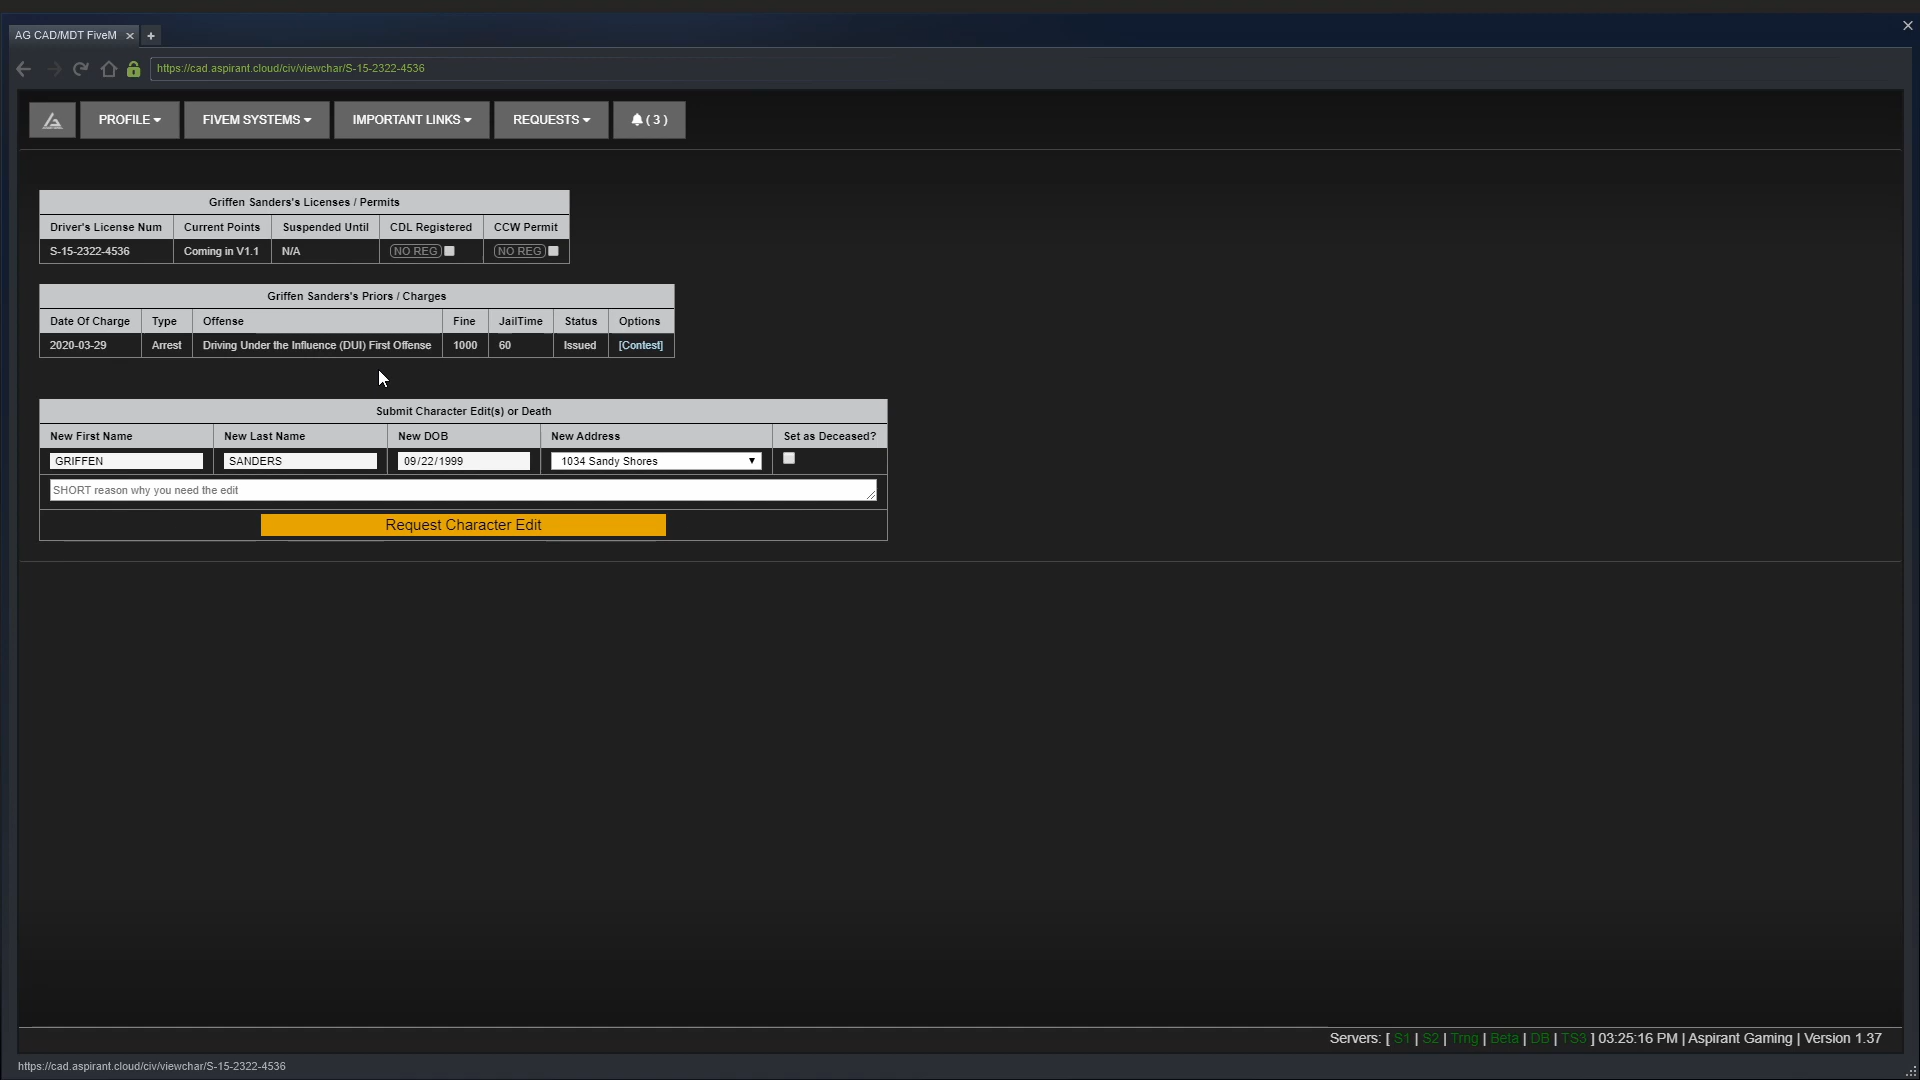 AG CAD/MDT FiveM
https://cad.aspirant.cloud/civ/viewchar/S-15-2322-4536
PROFILE FIVEM SYSTEMS IMPORTANT LINKS REQUESTS ( 3 )
Griffen Sanders's Licenses / Permits
Driver's License Num Current Points Suspended Until CDL Registered CCW Permit
S-15-2322-4536 Coming in V1.1 N/A NO REG NO REG
Griffen Sanders's Priors / Charges
Date Of Charge Type Offense Fine JailTime Status Options
2020-03-29 Arrest Driving Under the Influence (DUI) First Offense 1000 60 Issued [Contest]
Submit Character Edit(s) or Death
New First Name New Last Name New DOB New Address Set as Deceased?
GRIFFEN SANDERS 09/22/1999 1034 Sandy Shores
SHORT reason why you need the edit
Request Character Edit
Servers: [ S1 | S2 | Trng | Beta | DB | TS3 ] 03:25:16 PM | Aspirant Gaming | Version 1.37
https://cad.aspirant.cloud/civ/viewchar/S-15-2322-4536